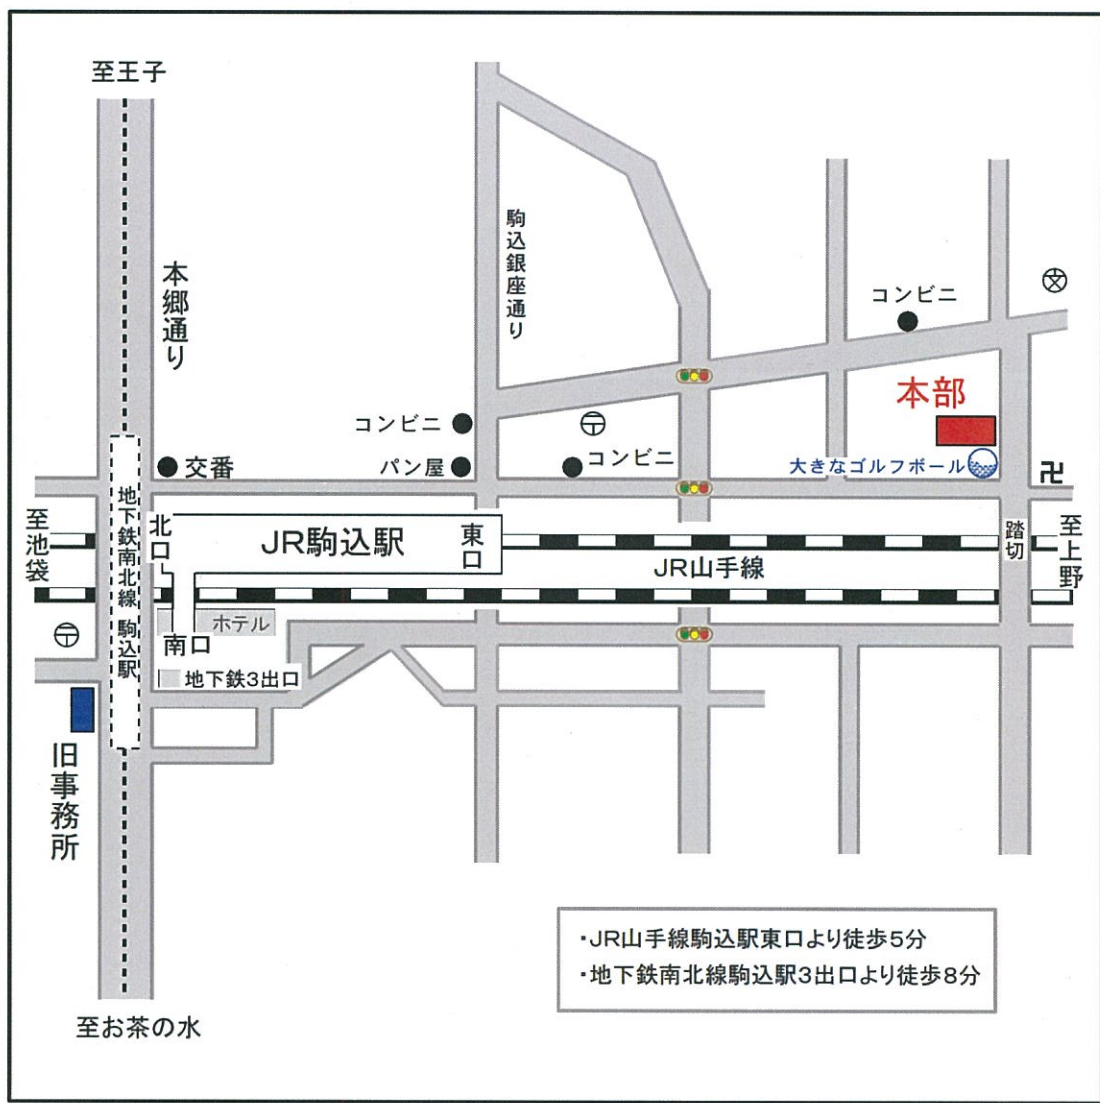 至王子
本郷通り
駒込銀座通り
コンビニ
文
本部
コンビニ
〒
交番
パン屋
コンビニ
大きなゴルフボール
卍
至池袋
地下鉄南北線 駒込駅
北口
JR駒込駅
東口
JR山手線
踏切
至上野
〒
ホテル
南口
地下鉄3出口
旧事務所
・JR山手線駒込駅東口より徒歩5分
・地下鉄南北線駒込駅3出口より徒歩8分
至お茶の水